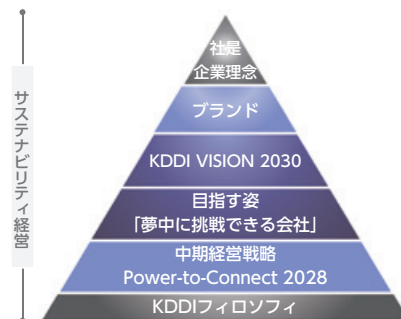 サステナビリティ経営
社是
企業理念
ブランド
KDDI VISION 2030
目指す姿
「夢中に挑戦できる会社」
中期経営戦略
Power-to-Connect 2028
KDDIフィロソフィ